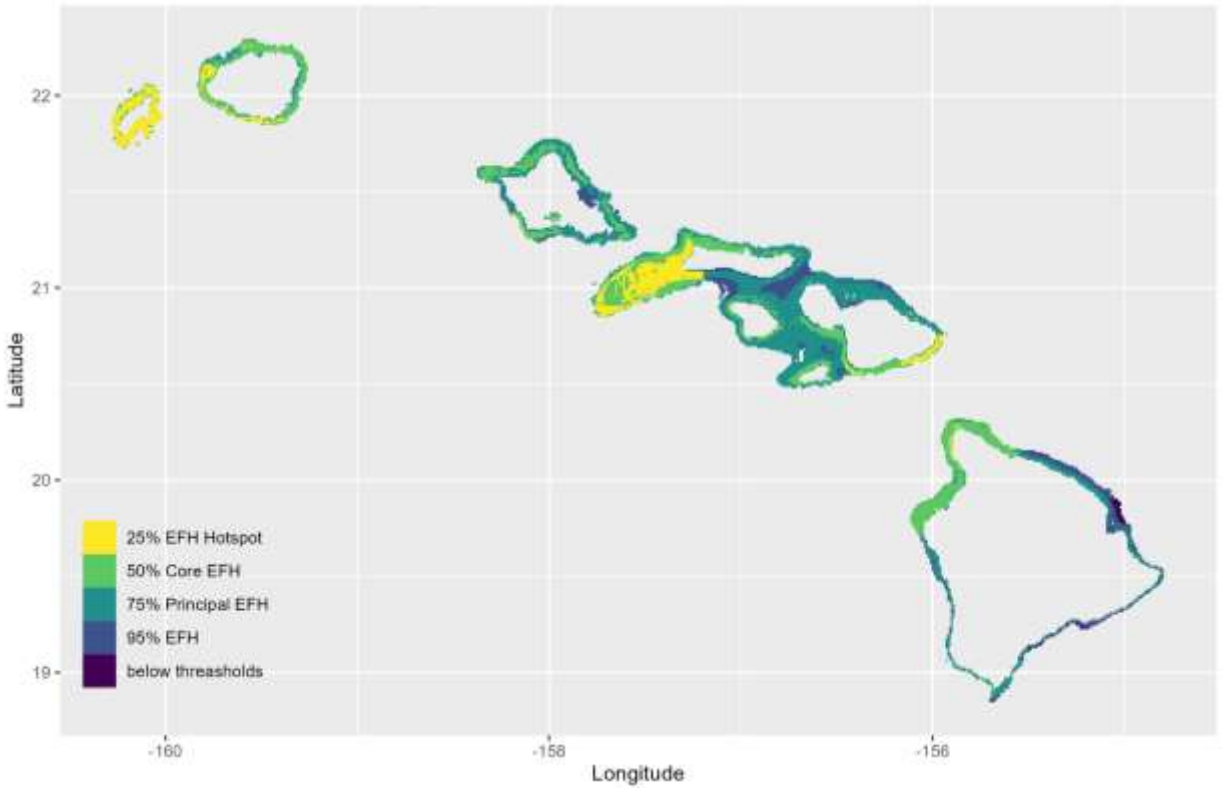 22
21
20
19
Latitude
25% EFH Hotspot
50% Core EFH
75% Principal EFH
95% EFH
below threasholds
-160
-158
-156
Longitude